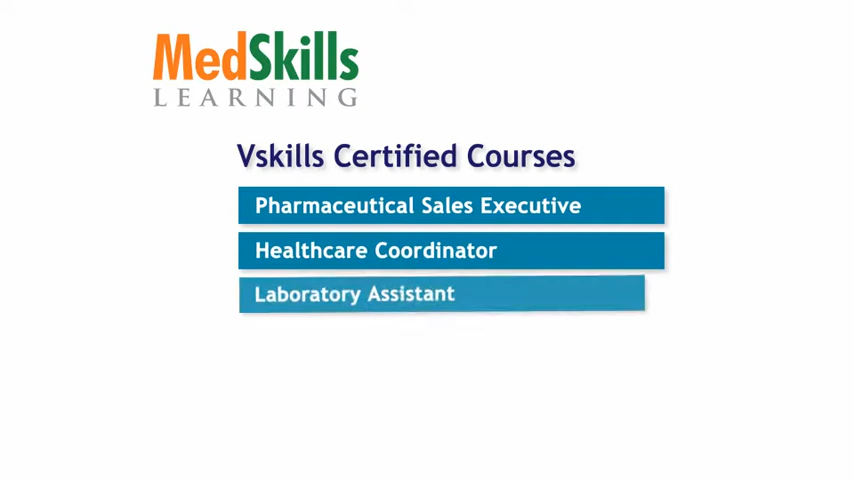 MedSkills
LEARNING
Vskills Certified Courses
Pharmaceutical Sales Executive
Healthcare Coordinator
Laboratory Assistant